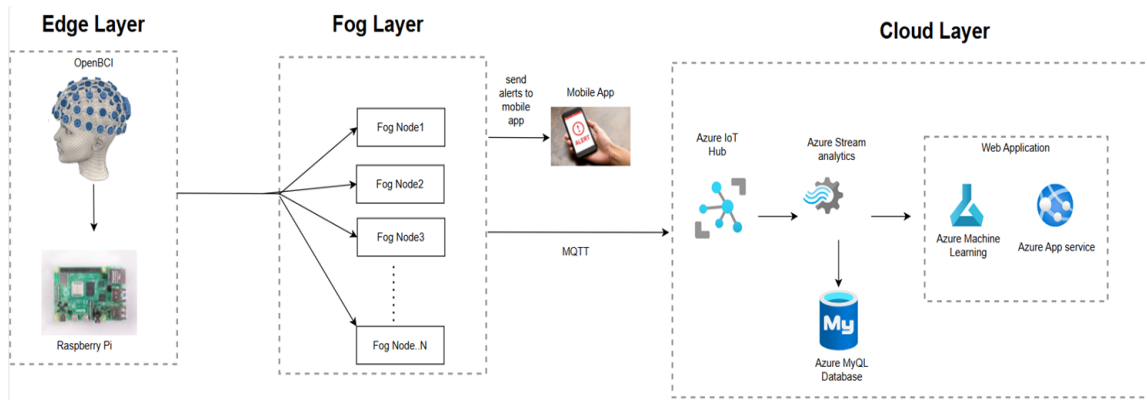 Edge Layer
OpenBCI
Raspberry Pi
Fog Layer
Fog Node1
Fog Node2
Fog Node3
Fog Node..N
send
alerts to
mobile
app
Mobile App
ALERT
MQTT
Cloud Layer
Azure IoT
Hub
Azure Stream
analytics
My
Azure MyQL
Database
Web Application
Azure Machine
Learning
Azure App service